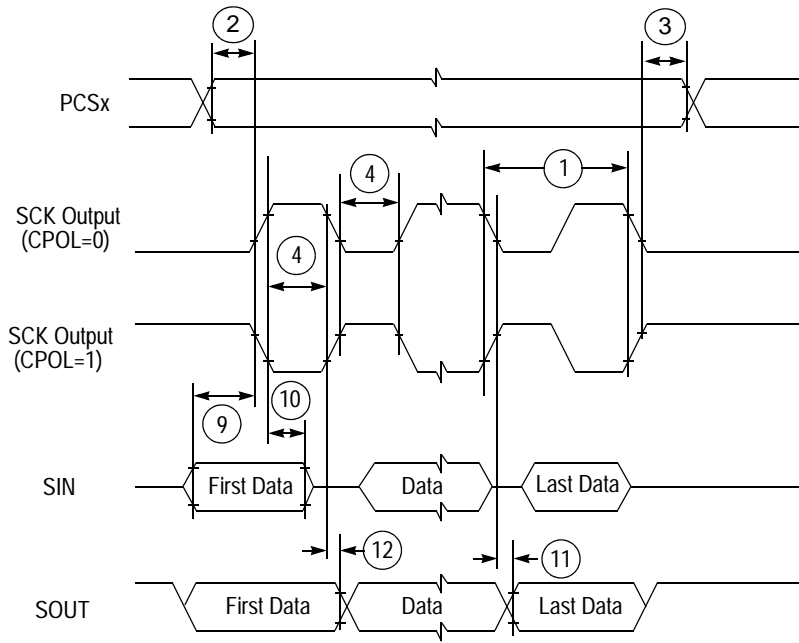 2
3
PCSx
4
1
SCK Output
(CPOL=0)
4
SCK Output
(CPOL=1)
9
10
SIN
First Data
Data
Last Data
12
11
SOUT
First Data
Data
Last Data